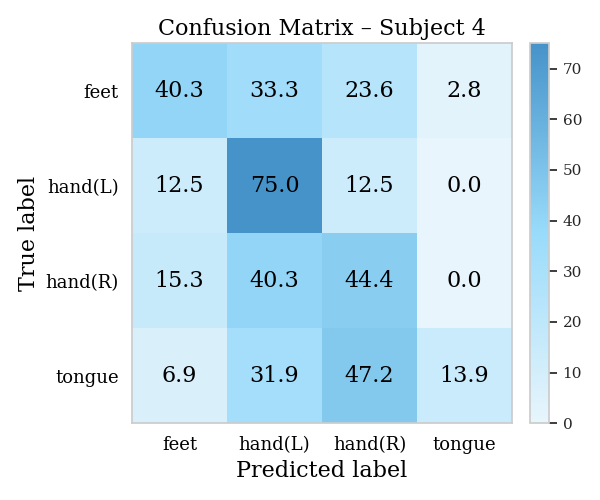 Confusion Matrix – Subject 4
feet 40.3 33.3 23.6 2.8
hand(L) 12.5 75.0 12.5 0.0
hand(R) 15.3 40.3 44.4 0.0
tongue 6.9 31.9 47.2 13.9
feet hand(L) hand(R) tongue
Predicted label
True label
70
60
50
40
30
20
10
0